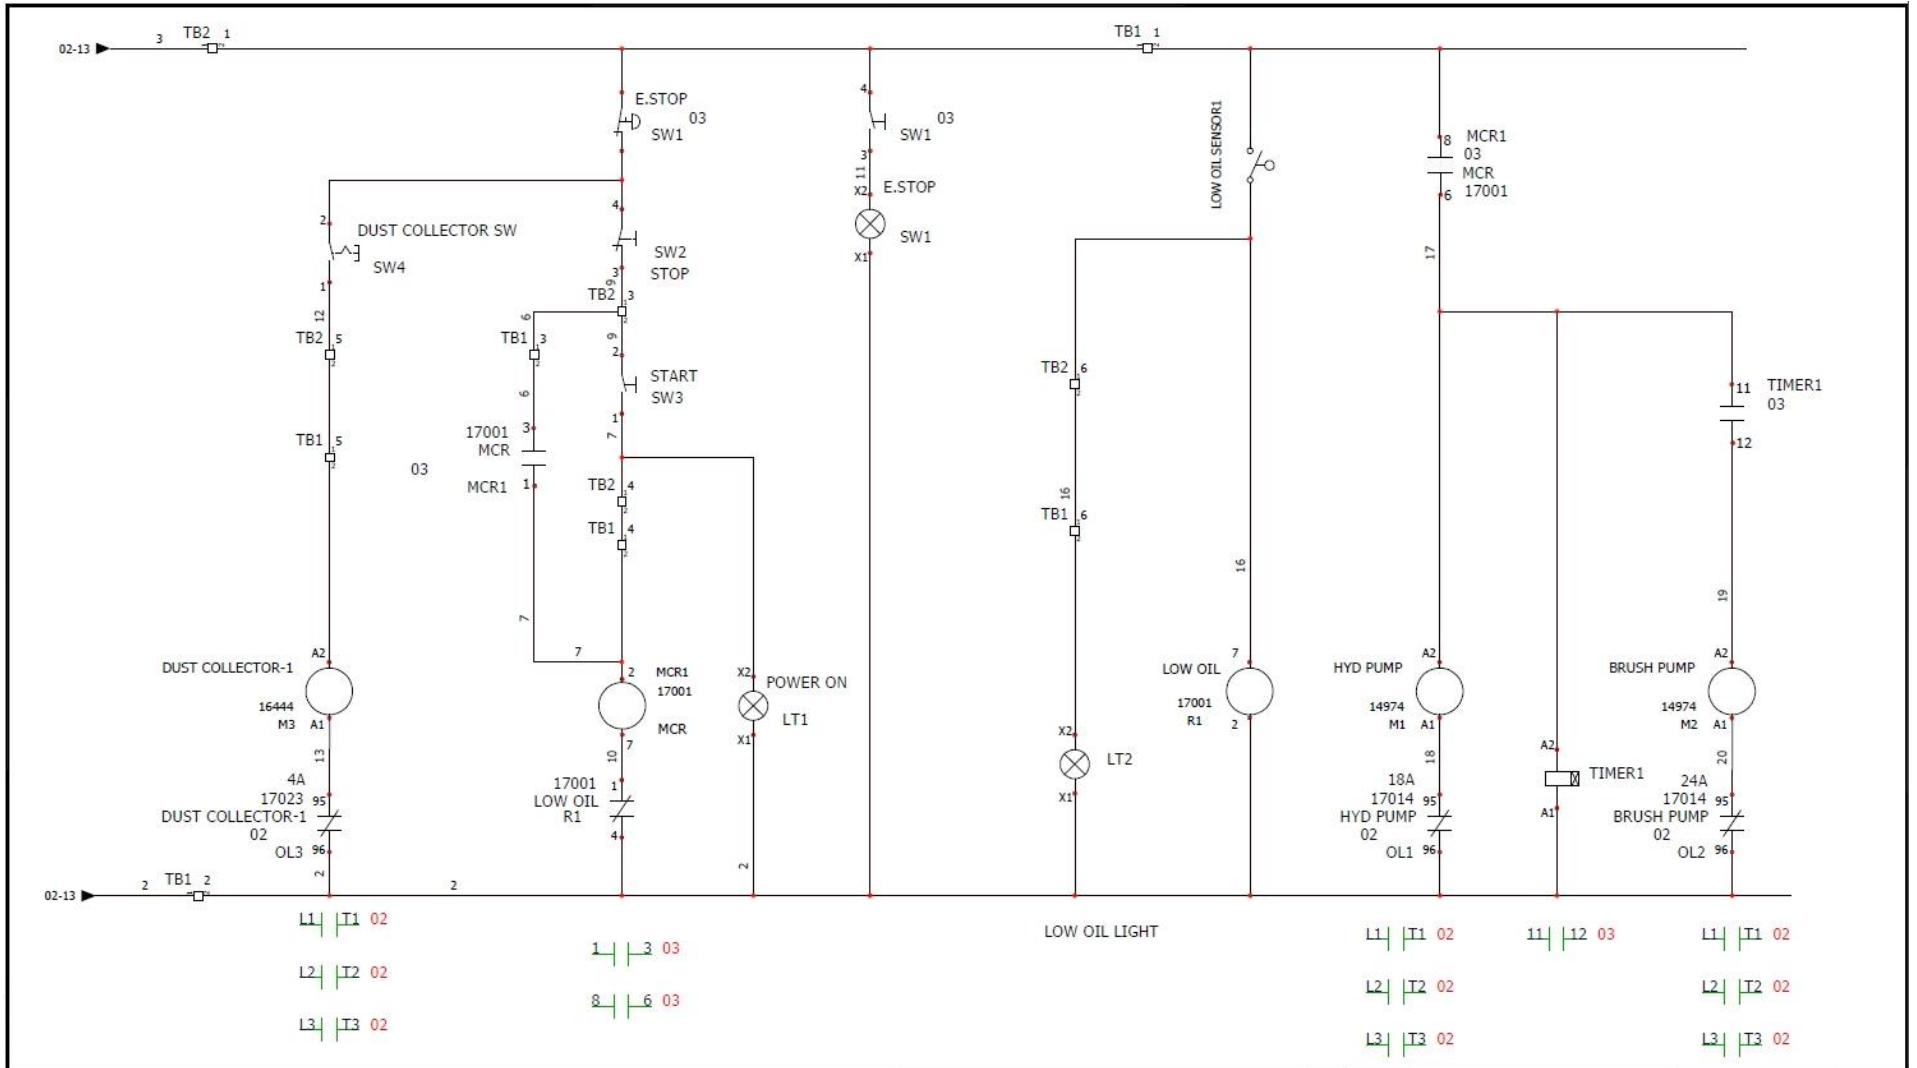 02-13
3
TB2 1
TB1 1
E.STOP
03
SW1
4
03
SW1
3
11
X2
E.STOP
SW1
X1
LOW OIL SENSOR1
8
MCR1
03
MCR
17001
6
17
2
DUST COLLECTOR SW
SW4
1
12
TB2 5
TB1 5
4
SW2
STOP
3
9
TB2 3
6
TB1 3
9
2
START
SW3
1
7
6
17001
MCR
3
03
MCR1
1
TB2 4
TB1 4
7
7
TB2 6
16
TB1 6
16
11
TIMER1
03
12
19
A2
DUST COLLECTOR-1
16444
M3
A1
13
4A
17023
95
DUST COLLECTOR-1
02
OL3
96
2
2
MCR1
17001
MCR
7
10
17001
1
LOW OIL
R1
4
X2
POWER ON
LT1
X1
2
X2
LT2
X1
7
LOW OIL
17001
R1
2
A2
HYD PUMP
14974
M1
A1
18
18A
17014
95
HYD PUMP
02
OL1
96
A2
TIMER1
A1
A2
BRUSH PUMP
14974
M2
A1
20
24A
17014
95
BRUSH PUMP
02
OL2
96
02-13
2
TB1 2
2
L1 T1 02
L2 T2 02
L3 T3 02
1 3 03
8 6 03
LOW OIL LIGHT
L1 T1 02
L2 T2 02
L3 T3 02
11 12 03
L1 T1 02
L2 T2 02
L3 T3 02